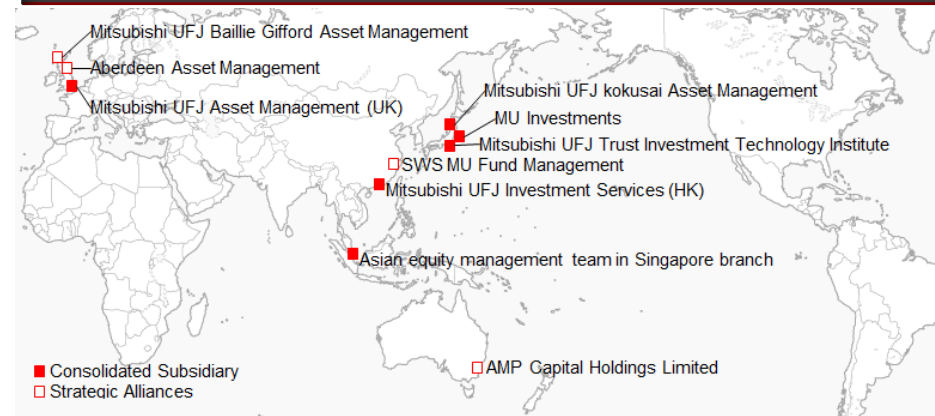 Mitsubishi UFJ Baillie Gifford Asset Management
Aberdeen Asset Management
Mitsubishi UFJ Asset Management (UK)
Mitsubishi UFJ kokusai Asset Management
MU Investments
Mitsubishi UFJ Trust Investment Technology Institute
SWS MU Fund Management
Mitsubishi UFJ Investment Services (HK)
Asian equity management team in Singapore branch
AMP Capital Holdings Limited
Consolidated Subsidiary
Strategic Alliances